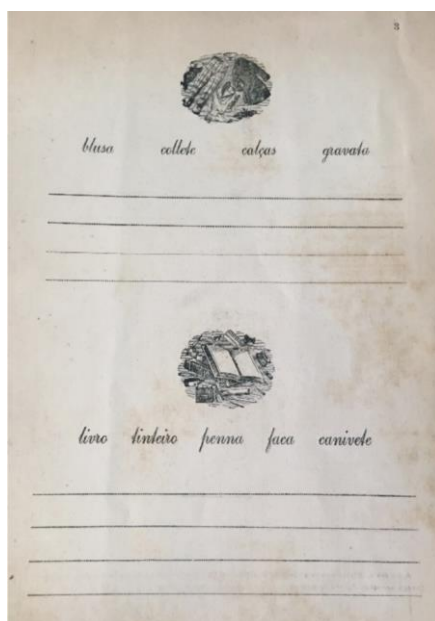 3
blusa collete calças gravata
livro tinteiro penna faca canivete